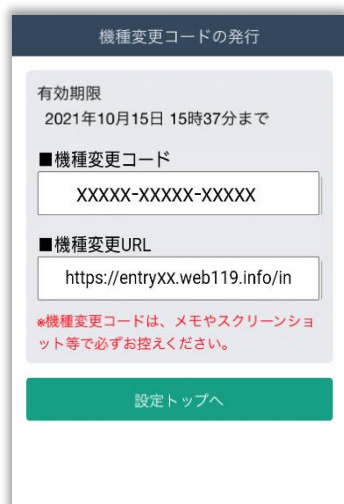 機種変更コードの発行
有効期限
2021年10月15日 15時37分まで
■機種変更コード
XXXXX-XXXXX-XXXXX
■機種変更URL
https://entryXX.web119.info/in
※機種変更コードは、メモやスクリーンショ
ット等で必ずお控えください。
設定トップへ